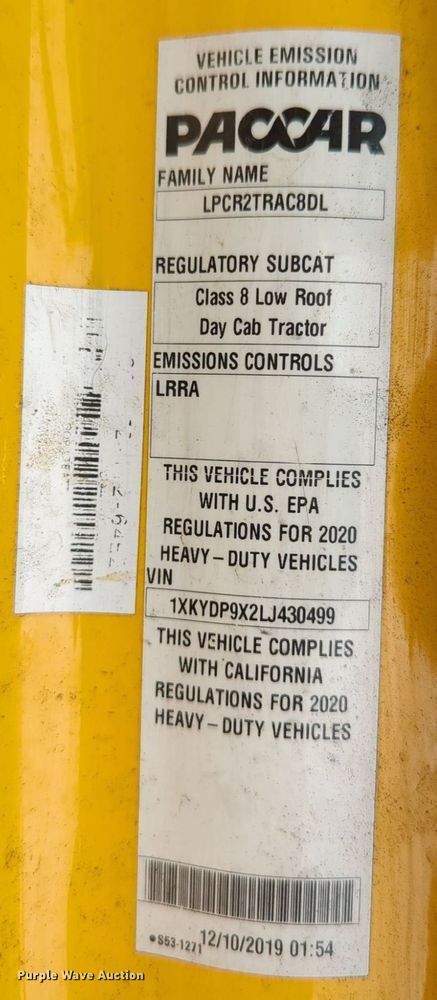 VEHICLE EMISSION
CONTROL INFORMATION
PACCAR
FAMILY NAME
LPCR2TRAC8DL
REGULATORY SUBCAT
Class 8 Low Roof
Day Cab Tractor
EMISSIONS CONTROLS
LRRA
THIS VEHICLE COMPLIES
WITH U.S. EPA
REGULATIONS FOR 2020
HEAVY-DUTY VEHICLES
VIN
1XKYDP9X2LJ430499
THIS VEHICLE COMPLIES
WITH CALIFORNIA
REGULATIONS FOR 2020
HEAVY-DUTY VEHICLES
S53-1271 12/10/2019 01:54
Purple Wave Auction